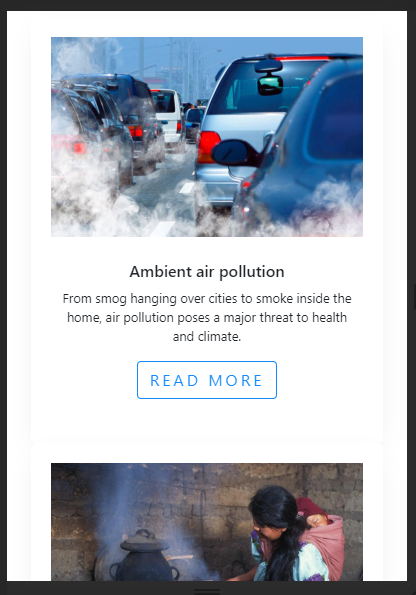 Ambient air pollution
From smog hanging over cities to smoke inside the
home, air pollution poses a major threat to health
and climate.
READ MORE